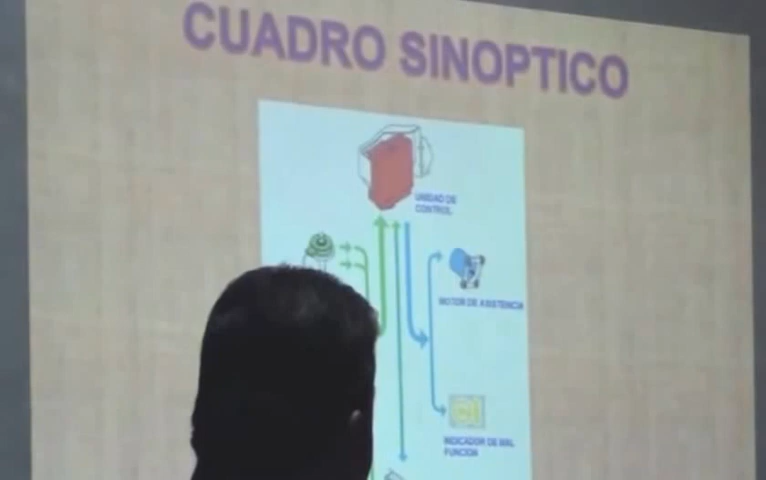 CUADRO SINOPTICO
UNIDAD DE
CONTROL
MOTOR DE ASISTENCIA
INDICADOR DE MAL
FUNCION